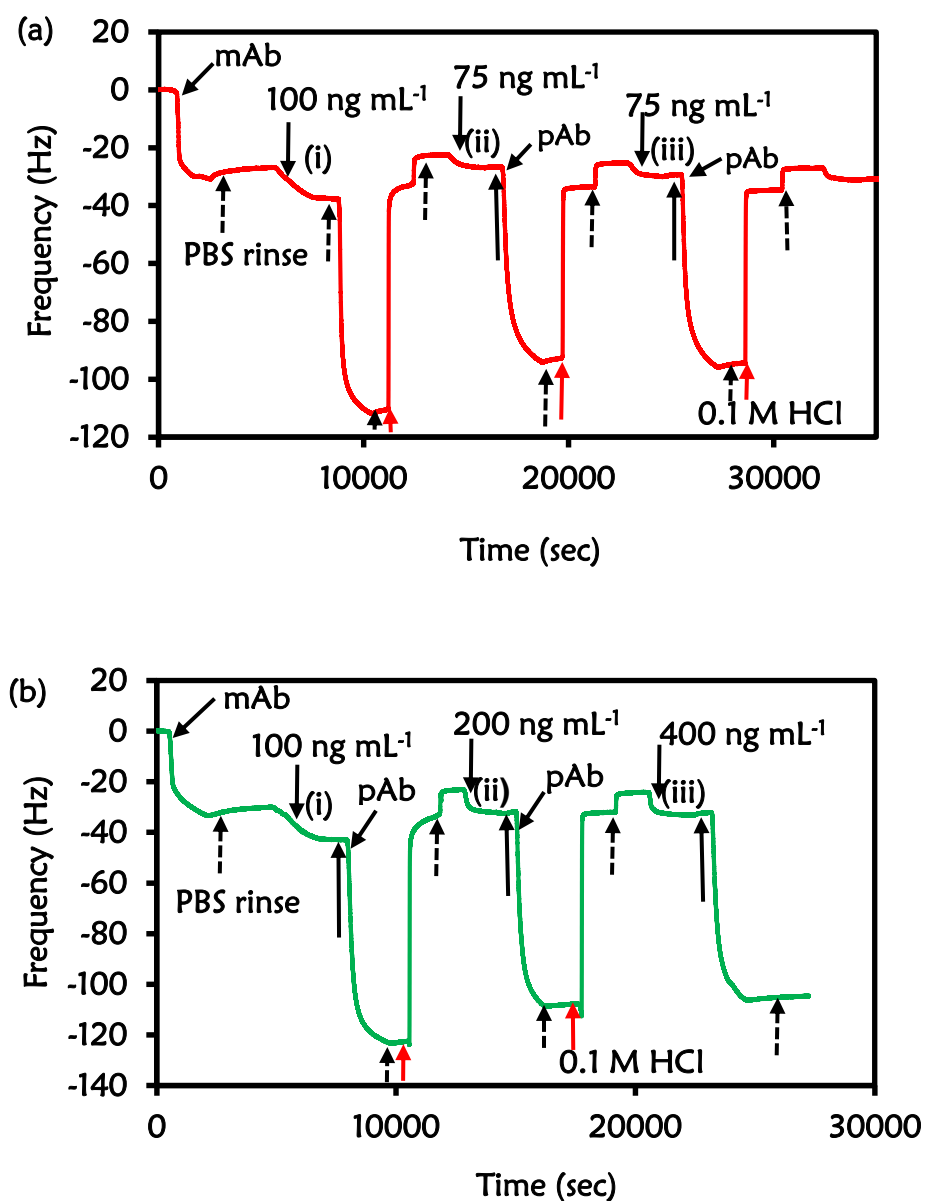 (a)
20
0
-20
-40
-60
-80
-100
-120
Frequency (Hz)
mAb
100 ng mL-1
(i)
75 ng mL-1
(ii)
pAb
75 ng mL-1
(iii)
pAb
PBS rinse
0.1 M HCl
0 10000 20000 30000
Time (sec)
(b)
20
0
-20
-40
-60
-80
-100
-120
-140
Frequency (Hz)
mAb
100 ng mL-1
(i)
pAb
200 ng mL-1
(ii)
pAb
400 ng mL-1
(iii)
PBS rinse
0.1 M HCl
0 10000 20000 30000
Time (sec)